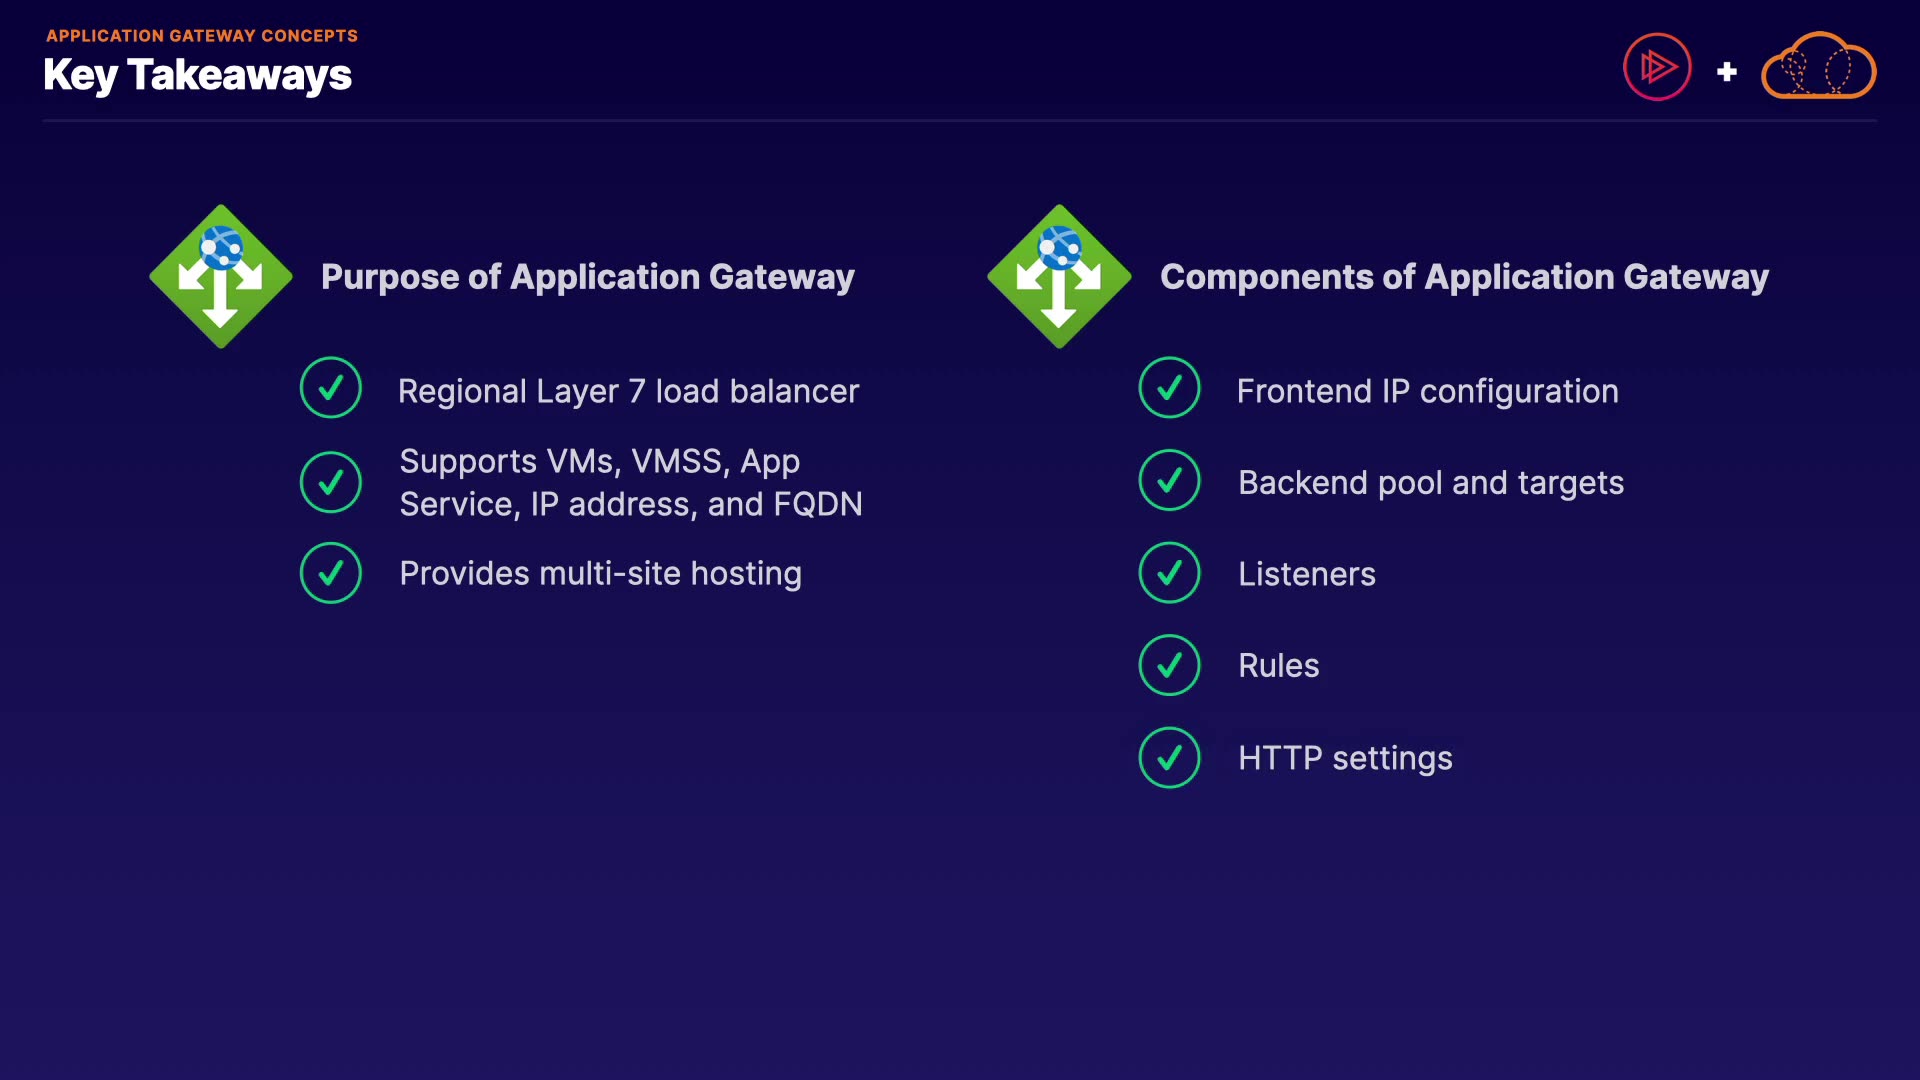 APPLICATION GATEWAY CONCEPTS
Key Takeaways
Purpose of Application Gateway
Regional Layer 7 load balancer
Supports VMs, VMSS, App
Service, IP address, and FQDN
Provides multi-site hosting
Components of Application Gateway
Frontend IP configuration
Backend pool and targets
Listeners
Rules
HTTP settings